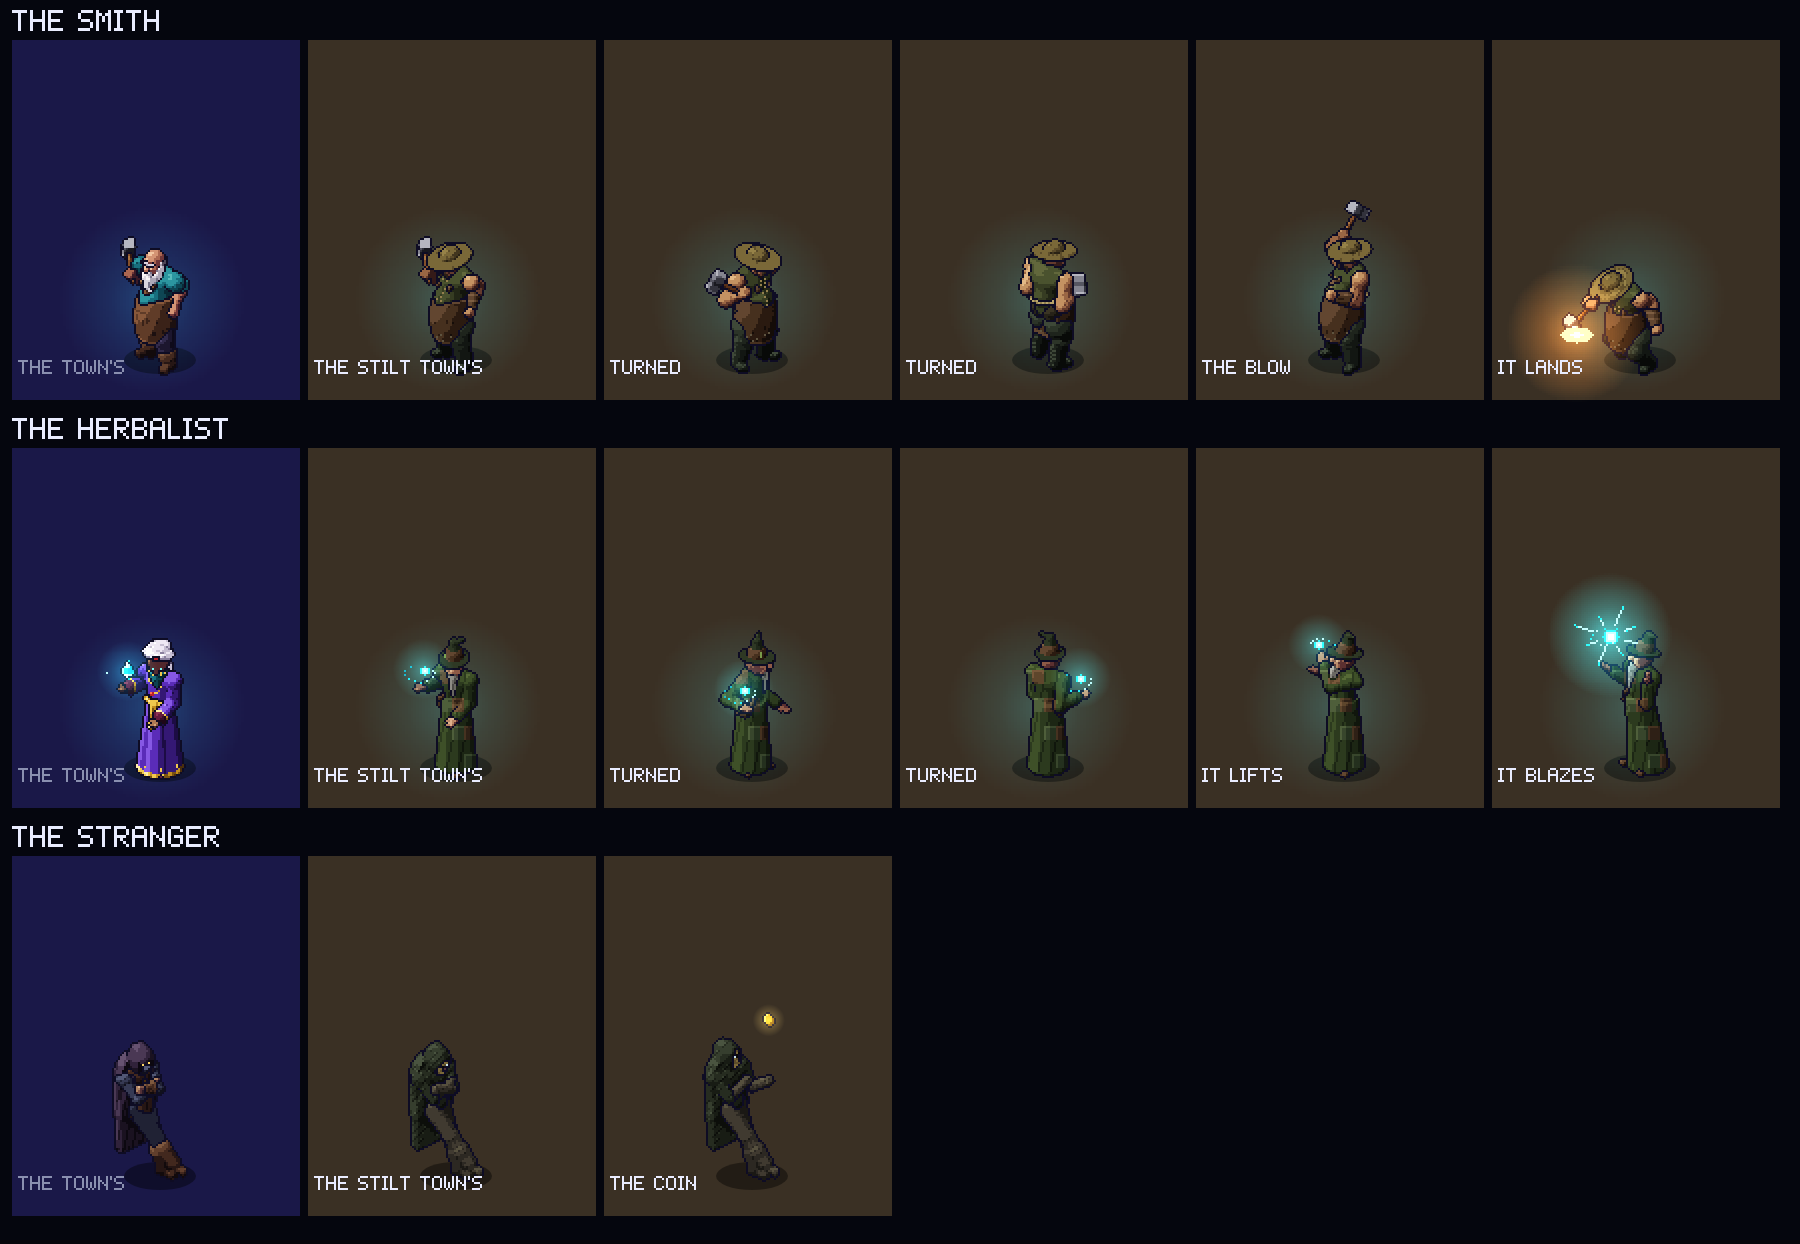 THE SMITH
THE TOWN'S
THE STILT TOWN'S
TURNED
TURNED
THE BLOW
IT LANDS
THE HERBALIST
THE TOWN'S
THE STILT TOWN'S
TURNED
TURNED
IT LIFTS
IT BLAZES
THE STRANGER
THE TOWN'S
THE STILT TOWN'S
THE COIN